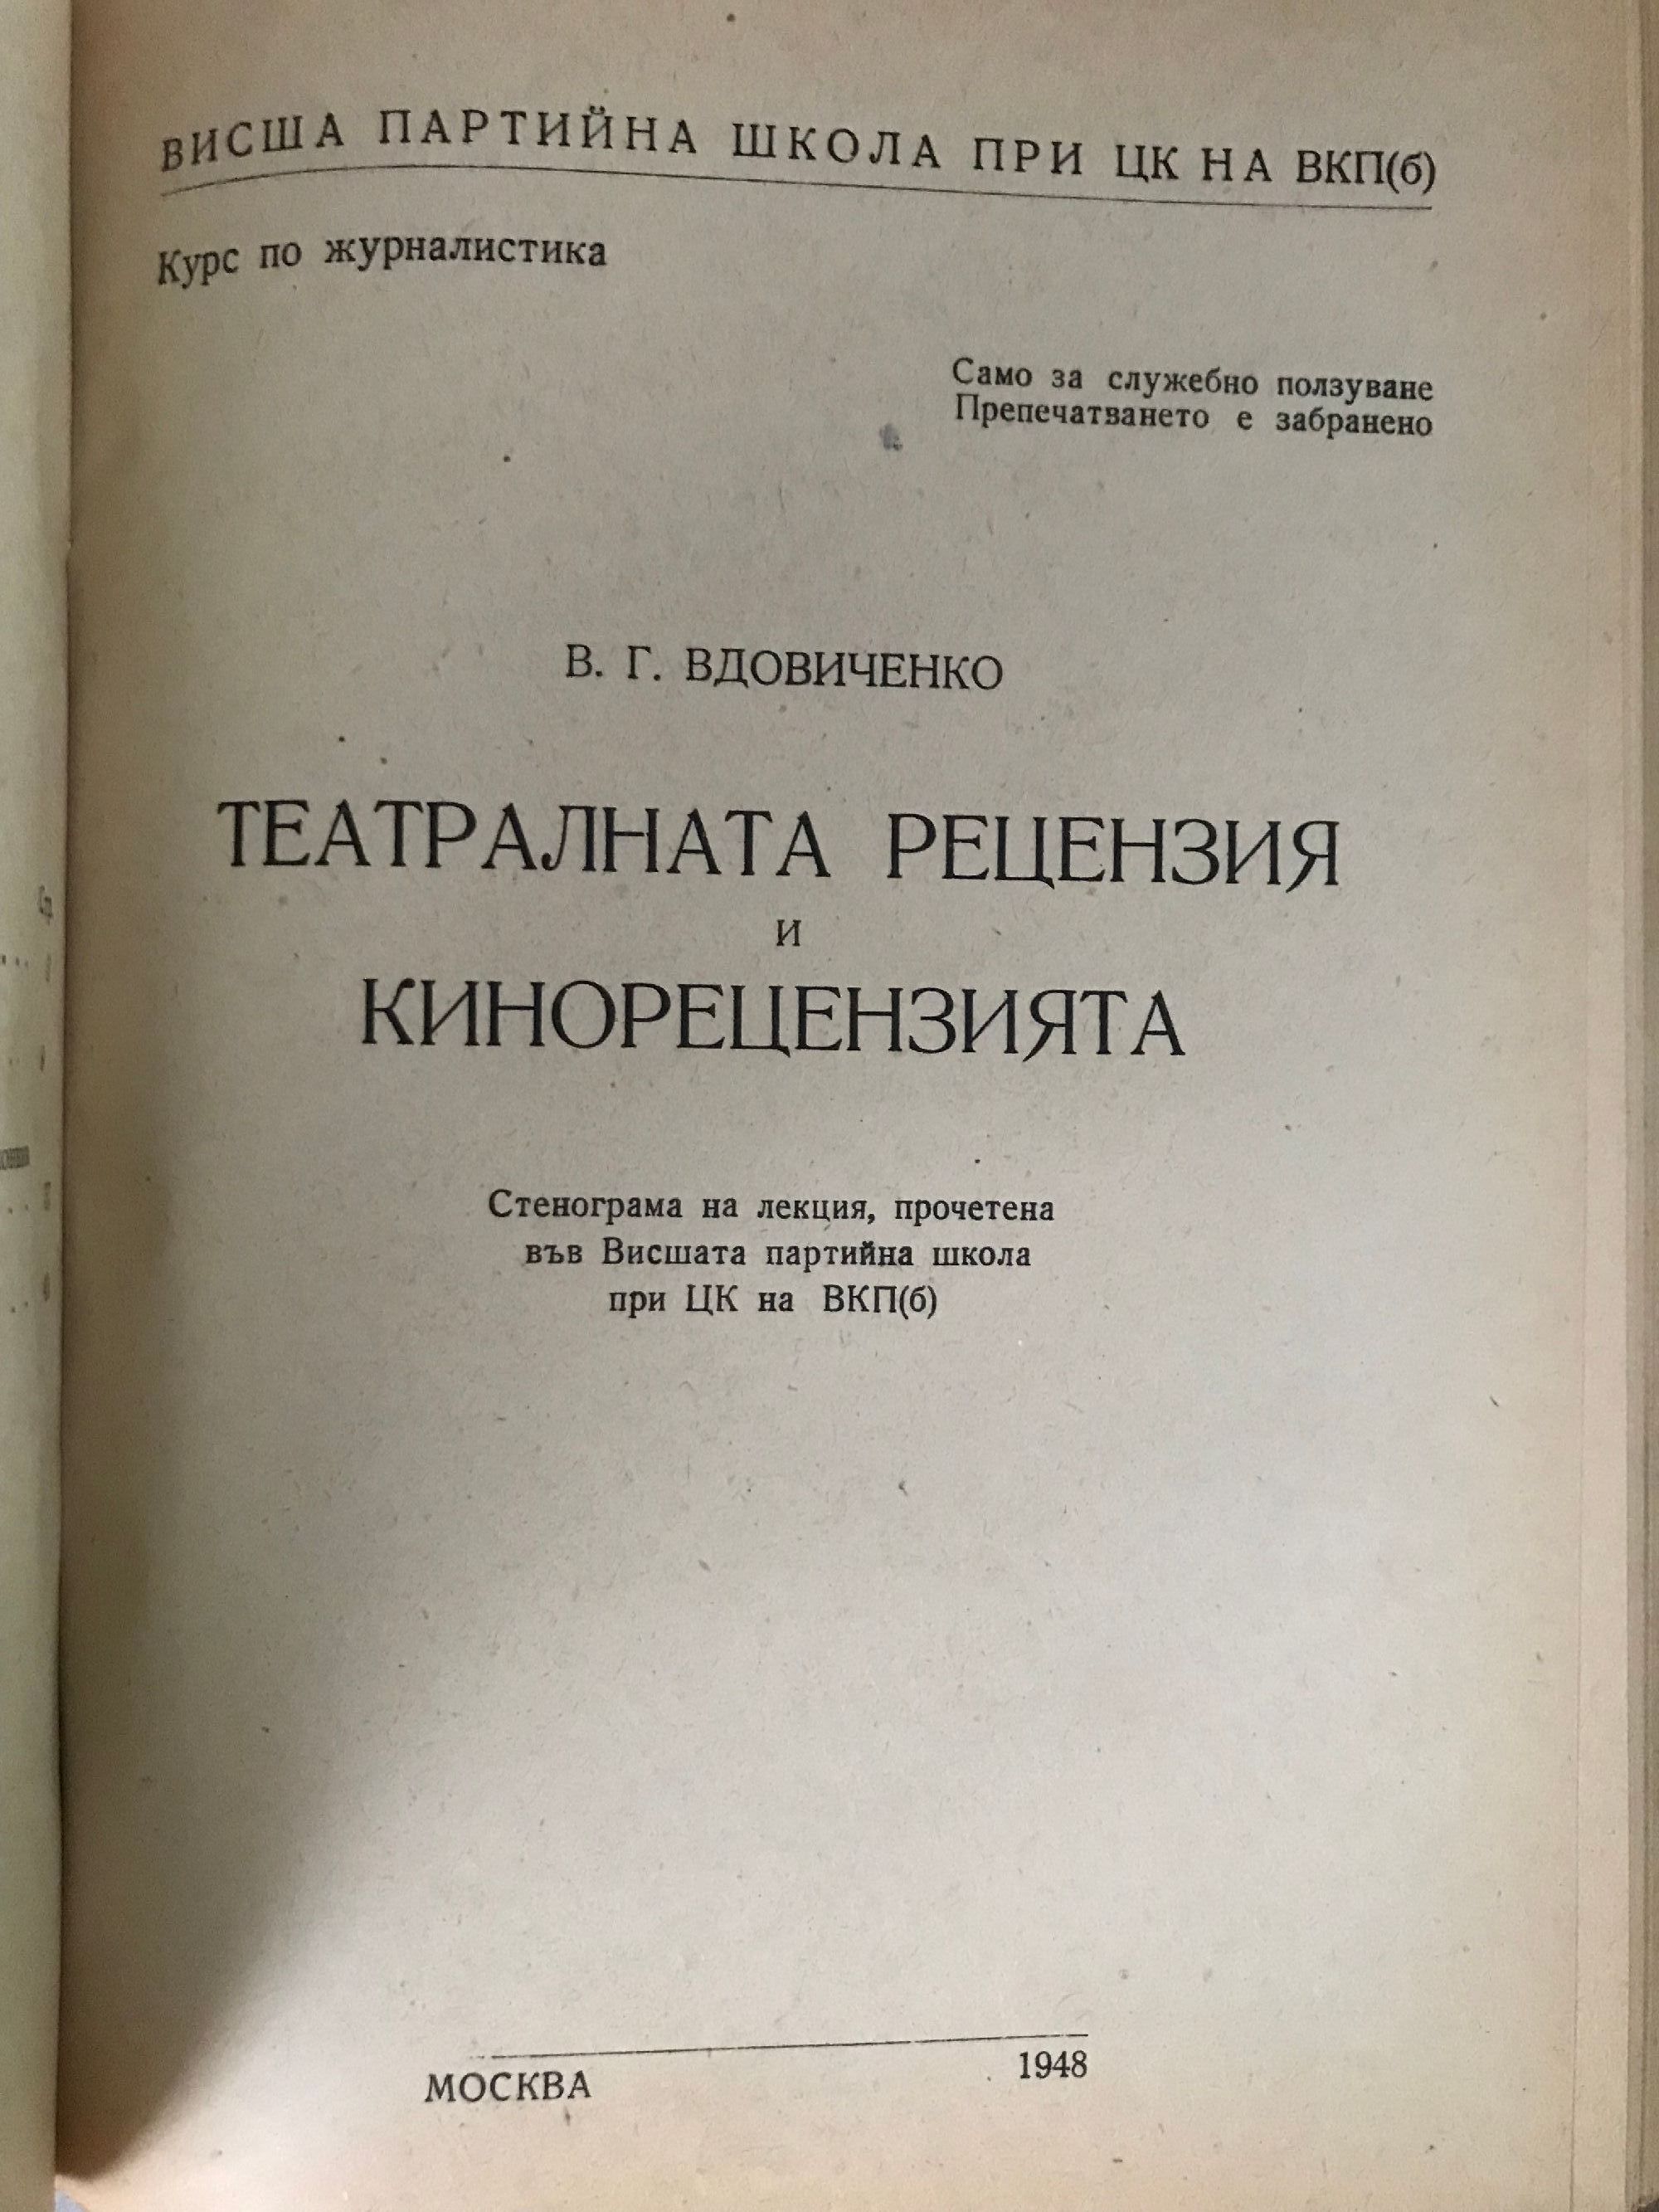 ВИСША ПАРТИЙНА ШКОЛА ПРИ ЦК НА ВКП(б)
Курс по журналистика
Само за служебно ползуване
Препечатването е забранено
В. Г. ВДОВИЧЕНКО
ТЕАТРАЛНАТА РЕЦЕНЗИЯ
И
КИНОРЕЦЕНЗИЯТА
Стенограма на лекция, прочетена
във Висшата партийна школа
при ЦК на ВКП(б)
МОСКВА 1948